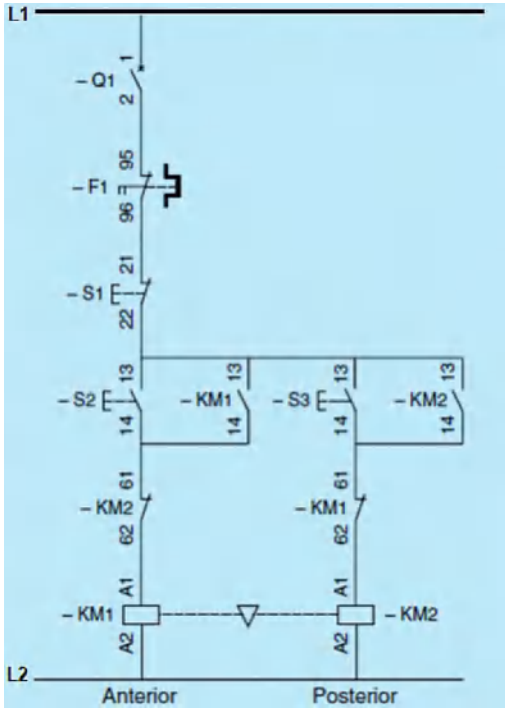 L1
1
– Q1
2
95
– F1
96
21
– S1
22
13 13 13 13
– S2 – KM1 – S3 – KM2
14 14 14 14
61 61
– KM2 – KM1
62 62
A1 A1
– KM1 – KM2
A2 A2
L2
Anterior Posterior